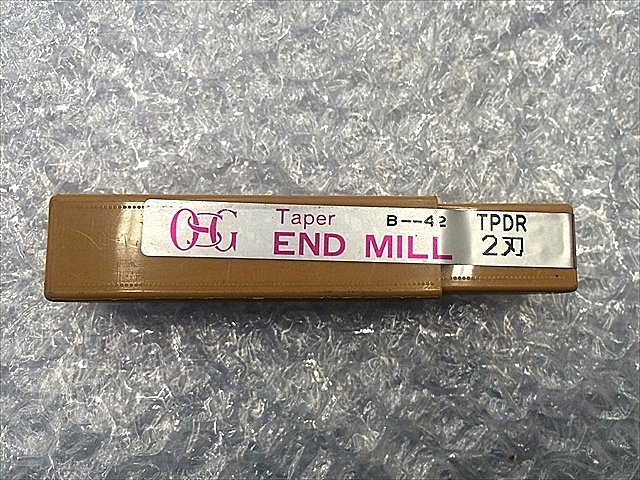 OSG Taper B--42 TPDR
END MILL 2刃